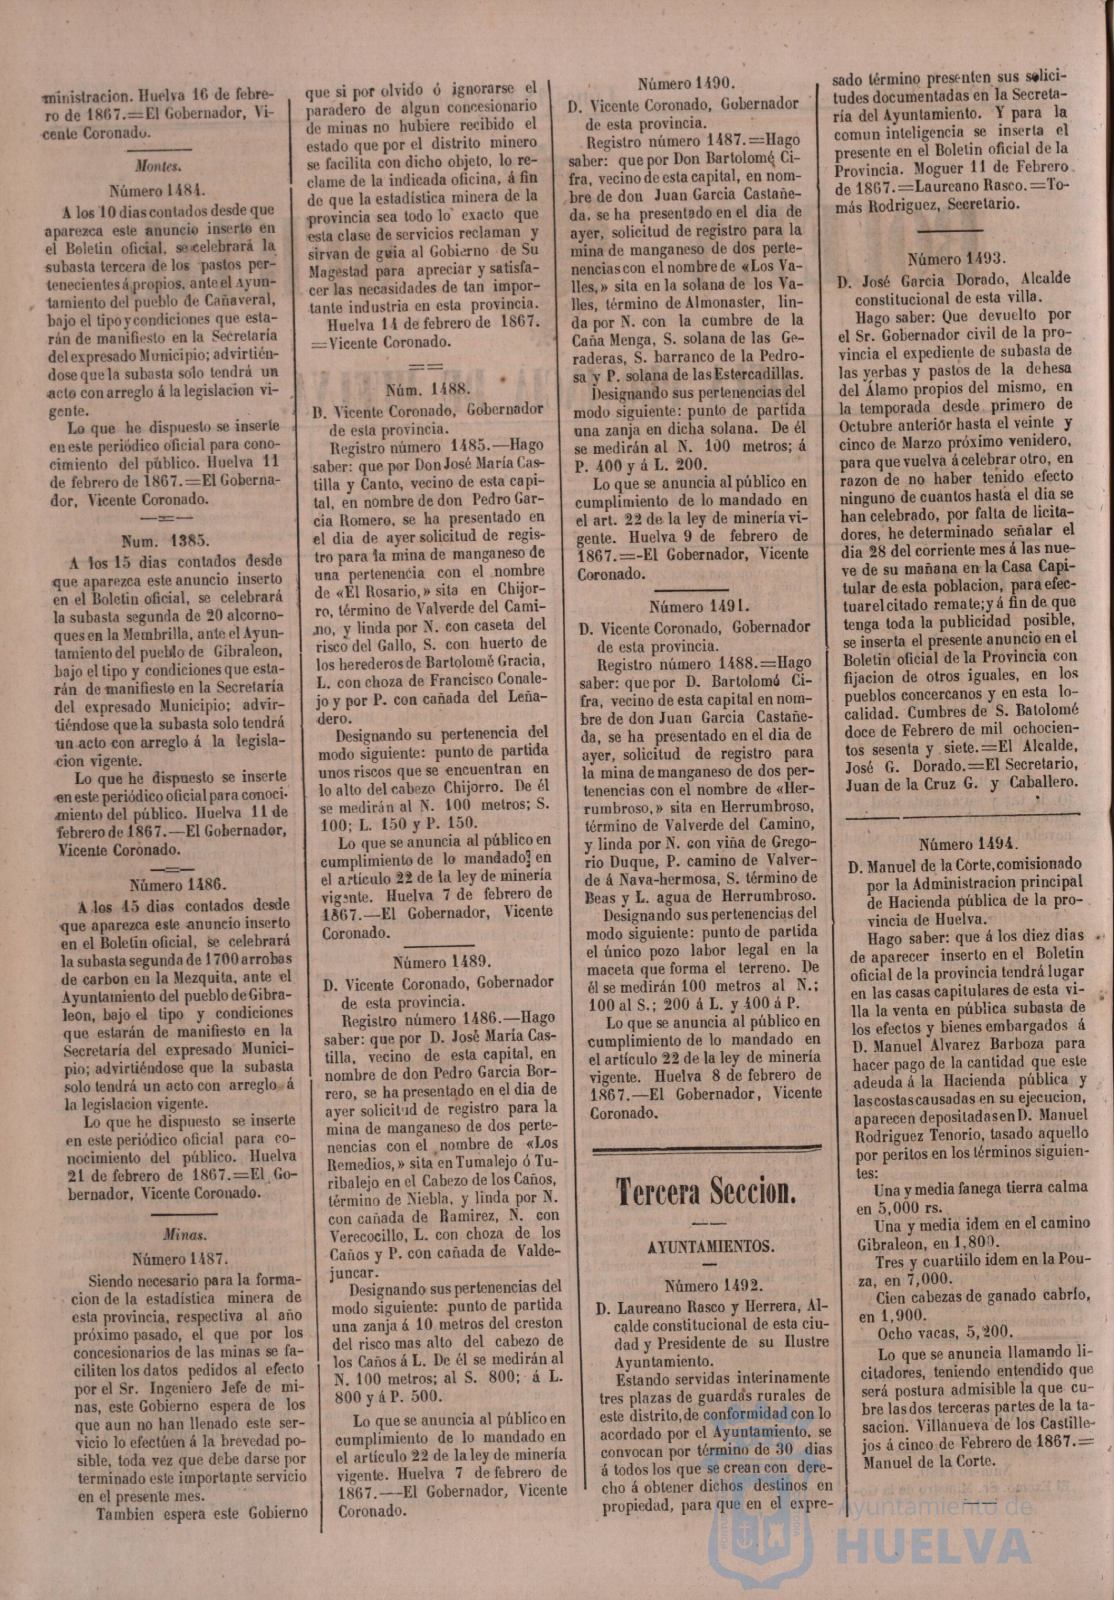 ministracion. Huelva 16 de febre-
ro de 1867.=El Gobernador, Vi-
cente Coronado.
Montes.
Número 1484.
A los 10 dias contados desde que
aparezca este anuncio inserto en
el Boletin oficial, se celebrará la
subasta tercera de los pastos per-
tenecientes á propios, ante el Ayun-
tamiento del pueblo de Cañaveral,
bajo el tipo y condiciones que esta-
rán de manifiesto en la Secretaría
del expresado Municipio; advirtién-
dose que la subasta solo tendrá un
acto con arreglo á la legislacion vi-
gente.
Lo que he dispuesto se inserte
en este periódico oficial para cono-
cimiento del público. Huelva 11
de febrero de 1867.=El Goberna-
dor, Vicente Coronado.
Num. 1385.
A los 15 dias contados desde
que aparezca este anuncio inserto
en el Boletin oficial, se celebrará
la subasta segunda de 20 alcorno-
ques en la Membrilla, ante el Ayun-
tamiento del pueblo de Gibraleon,
bajo el tipo y condiciones que esta-
rán de manifiesto en la Secretaría
del expresado Municipio; advir-
tiéndose que la subasta solo tendrá
un acto con arreglo á la legisla-
cion vigente.
Lo que he dispuesto se inserte
en este periódico oficial para conoci-
miento del público. Huelva 11 de
febrero de 1867.—El Gobernador,
Vicente Coronado.
Número 1486.
A los 15 dias contados desde
que aparezca este anuncio inserto
en el Boletin oficial, se celebrará
la subasta segunda de 1700 arrobas
de carbon en la Mezquita, ante el
Ayuntamiento del pueblo de Gibra-
leon, bajo el tipo y condiciones
que estarán de manifiesto en la
Secretaría del expresado Munici-
pio; advirtiéndose que la subasta
solo tendrá un acto con arreglo á
la legislacion vigente.
Lo que he dispuesto se inserte
en este periódico oficial para co-
nocimiento del público. Huelva
21 de febrero de 1867.=El Go-
bernador, Vicente Coronado.
Minas.
Número 1487.
Siendo necesario para la forma-
cion de la estadística minera de
esta provincia, respectiva al año
próximo pasado, el que por los
concesionarios de las minas se fa-
ciliten los datos pedidos al efecto
por el Sr. Ingeniero Jefe de mi-
nas, este Gobierno espera de los
que aun no han llenado este ser-
vicio lo efectúen á la brevedad po-
sible, toda vez que debe darse por
terminado este importante servicio
en el presente mes.
Tambien espera este Gobierno
que si por olvido ó ignorarse el
paradero de algun concesionario
de minas no hubiere recibido el
estado que por el distrito minero
se facilita con dicho objeto, lo re-
clame de la indicada oficina, á fin
de que la estadística minera de la
provincia sea todo lo exacto que
esta clase de servicios reclaman y
sirvan de guia al Gobierno de Su
Magestad para apreciar y satisfa-
cer las necasidades de tan impor-
tante industria en esta provincia.
Huelva 14 de febrero de 1867.
=Vicente Coronado.
Núm. 1488.
D. Vicente Coronado, Gobernador
de esta provincia.
Registro número 1485.—Hago
saber: que por Don José María Cas-
tilla y Canto, vecino de esta capi-
tal, en nombre de don Pedro Gar-
cia Romero, se ha presentado en
el dia de ayer solicitud de regis-
tro para la mina de manganeso de
una pertenencia con el nombre
de «El Rosario,» sita en Chijor-
ro, término de Valverde del Cami-
no, y linda por N. con caseta del
risco del Gallo, S. con huerto de
los herederos de Bartolomé Gracia,
L. con choza de Francisco Conale-
jo y por P. con cañada del Leña-
dero.
Designando su pertenencia del
modo siguiente: punto de partida
unos riscos que se encuentran en
lo alto del cabezo Chijorro. De él
se medirán al N. 100 metros; S.
100; L. 150 y P. 150.
Lo que se anuncia al público en
cumplimiento de lo mandado en
el artículo 22 de la ley de minería
vigente. Huelva 7 de febrero de
1867.—El Gobernador, Vicente
Coronado.
Número 1489.
D. Vicente Coronado, Gobernador
de esta provincia.
Registro número 1486.—Hago
saber: que por D. José María Cas-
tilla, vecino de esta capital, en
nombre de don Pedro Garcia Bor-
rero, se ha presentado en el dia de
ayer solicitud de registro para la
mina de manganeso de dos perte-
nencias con el nombre de «Los
Remedios,» sita en Tumalejo ó Tu-
ribalejo en el Cabezo de los Caños,
término de Niebla, y linda por N.
con cañada de Ramirez, N. con
Verecocillo, L. con choza de los
Caños y P. con cañada de Valde-
juncar.
Designando sus pertenencias del
modo siguiente: punto de partida
una zanja á 10 metros del creston
del risco mas alto del cabezo de
los Caños á L. De él se medirán al
N. 100 metros; al S. 800; á L.
800 y á P. 500.
Lo que se anuncia al público en
cumplimiento de lo mandado en
el artículo 22 de la ley de minería
vigente. Huelva 7 de febrero de
1867.—-El Gobernador, Vicente
Coronado.
Número 1490.
D. Vicente Coronado, Gobernador
de esta provincia.
Registro número 1487.=Hago
saber: que por Don Bartolomé Ci-
fra, vecino de esta capital, en nom-
bre de don Juan Garcia Castañe-
da, se ha presentado en el dia de
ayer, solicitud de registro para la
mina de manganeso de dos perte-
nencias con el nombre de «Los Va-
lles,» sita en la solana de los Va-
lles, término de Almonaster, lin-
da por N. con la cumbre de la
Caña Menga, S. solana de las Ge-
raderas, S. barranco de la Pedro-
sa y P. solana de las Estercadillas.
Designando sus pertenencias del
modo siguiente: punto de partida
una zanja en dicha solana. De él
se medirán al N. 100 metros; á
P. 400 y á L. 200.
Lo que se anuncia al público en
cumplimiento de lo mandado en
el art. 22 de la ley de minería vi-
gente. Huelva 9 de febrero de
1867.=-El Gobernador, Vicente
Coronado.
Número 1491.
D. Vicente Coronado, Gobernador
de esta provincia.
Registro número 1488.=Hago
saber: que por D. Bartolomé Ci-
fra, vecino de esta capital en nom-
bre de don Juan Garcia Castañe-
da, se ha presentado en el dia de
ayer, solicitud de registro para
la mina de manganeso de dos per-
tenencias con el nombre de «Her-
rumbroso,» sita en Herrumbroso,
término de Valverde del Camino,
y linda por N. con viña de Grego-
rio Duque, P. camino de Valver-
de á Nava-hermosa, S. término de
Beas y L. agua de Herrumbroso.
Designando sus pertenencias del
modo siguiente: punto de partida
el único pozo labor legal en la
maceta que forma el terreno. De
él se medirán 100 metros al N.;
100 al S.; 200 á L. y 400 á P.
Lo que se anuncia al público en
cumplimiento de lo mandado en
el artículo 22 de la ley de minería
vigente. Huelva 8 de febrero de
1867.—El Gobernador, Vicente
Coronado.
Tercera Seccion.
AYUNTAMIENTOS.
Número 1492.
D. Laureano Rasco y Herrera, Al-
calde constitucional de esta ciu-
dad y Presidente de su Ilustre
Ayuntamiento.
Estando servidas interinamente
tres plazas de guardas rurales de
este distrito, de conformidad con lo
acordado por el Ayuntamiento, se
convocan por término de 30 dias
á todos los que se crean con dere-
cho á obtener dichos destinos en
propiedad, para que en el expre-
sado término presenten sus solici-
tudes documentadas en la Secreta-
ría del Ayuntamiento. Y para la
comun inteligencia se inserta el
presente en el Boletin oficial de la
Provincia. Moguer 11 de Febrero
de 1867.=Laureano Rasco.=To-
más Rodriguez, Secretario.
Número 1493.
D. José Garcia Dorado, Alcalde
constitucional de esta villa.
Hago saber: Que devuelto por
el Sr. Gobernador civil de la pro-
vincia el expediente de subasta de
las yerbas y pastos de la dehesa
del Álamo propios del mismo, en
la temporada desde primero de
Octubre anteriór hasta el veinte y
cinco de Marzo próximo venidero,
para que vuelva á celebrar otro, en
razon de no haber tenido efecto
ninguno de cuantos hasta el dia se
han celebrado, por falta de licita-
dores, he determinado señalar el
dia 28 del corriente mes á las nue-
ve de su mañana en la Casa Capi-
tular de esta poblacion, para efec-
tuar el citado remate; y á fin de que
tenga toda la publicidad posible,
se inserta el presente anuncio en el
Boletin oficial de la Provincia con
fijacion de otros iguales, en los
pueblos concercanos y en esta lo-
calidad. Cumbres de S. Batolomé
doce de Febrero de mil ochocien-
tos sesenta y siete.=El Alcalde,
José G. Dorado.=El Secretario,
Juan de la Cruz G. y Caballero.
Número 1494.
D. Manuel de la Corte, comisionado
por la Administracion principal
de Hacienda pública de la pro-
vincia de Huelva.
Hago saber: que á los diez dias
de aparecer inserto en el Boletin
oficial de la provincia tendrá lugar
en las casas capitulares de esta vi-
lla la venta en pública subasta de
los efectos y bienes embargados á
D. Manuel Alvarez Barboza para
hacer pago de la cantidad que este
adeuda á la Hacienda pública y
las costas causadas en su ejecucion,
aparecen depositadas en D. Manuel
Rodriguez Tenorio, tasado aquello
por peritos en los términos siguien-
tes:
Una y media fanega tierra calma
en 5,000 rs.
Una y media idem en el camino
Gibraleon, en 1,800.
Tres y cuartillo idem en la Pou-
za, en 7,000.
Cien cabezas de ganado cabrío,
en 1,900.
Ocho vacas, 5,200.
Lo que se anuncia llamando li-
citadores, teniendo entendido que
será postura admisible la que cu-
bre las dos terceras partes de la ta-
sacion. Villanueva de los Castille-
jos á cinco de Febrero de 1867.=
Manuel de la Corte.
Ayuntamiento de
HUELVA